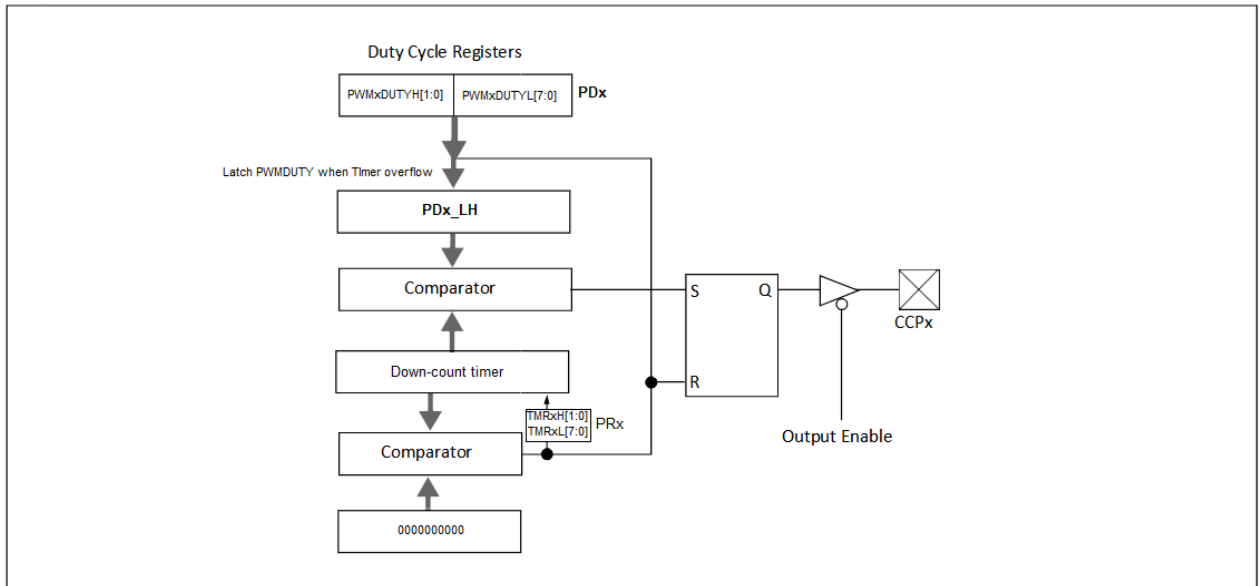 Duty Cycle Registers
PWMxDUTYH[1:0] PWMxDUTYL[7:0] PDx
Latch PWMDUTY when TImer overflow
PDx_LH
Comparator
S Q
CCPx
Down-count timer
R
TMRxH[1:0]
TMRxL[7:0]
PRx
Output Enable
Comparator
0000000000